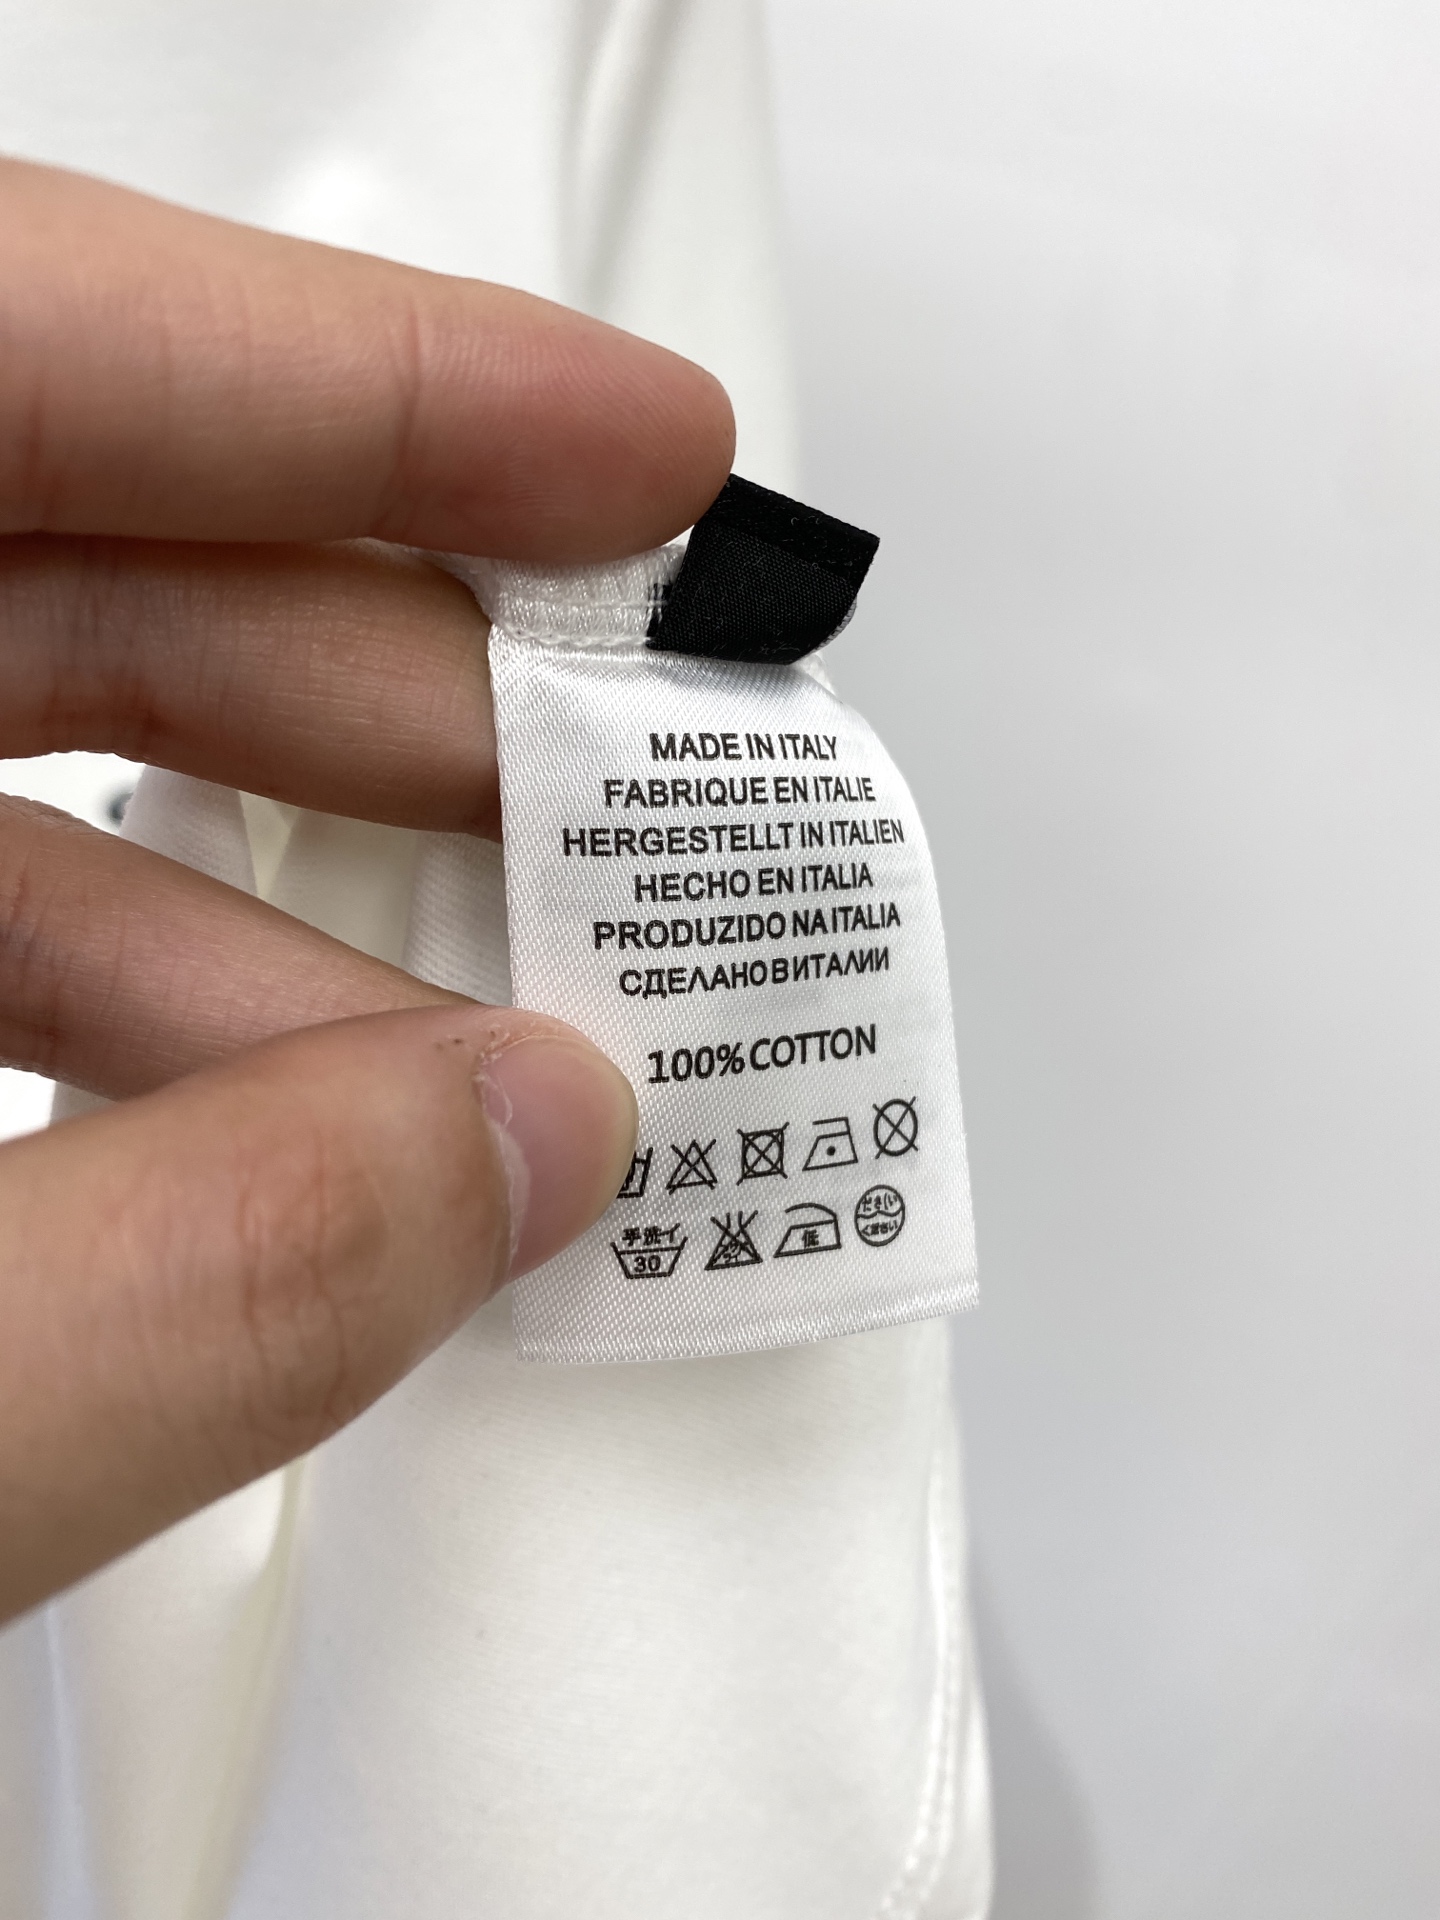 MADE IN ITALY
FABRIQUE EN ITALIE
HERGESTELLT IN ITALIEN
HECHO EN ITALIA
PRODUZIDO NA ITALIA
СДЕЛАНО В ИТАЛИИ
100% COTTON
手洗イ
30
低